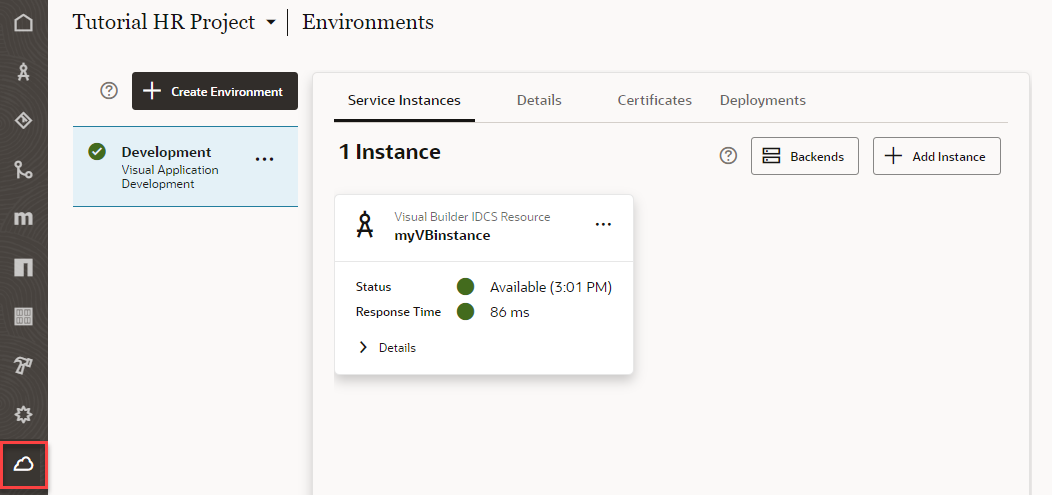 Tutorial HR Project Environments
Create Environment
Development
Visual Application
Development
Service Instances Details Certificates Deployments
1 Instance
Backends
Add Instance
Visual Builder IDCS Resource
myVBinstance
Status Available (3:01 PM)
Response Time 86 ms
Details